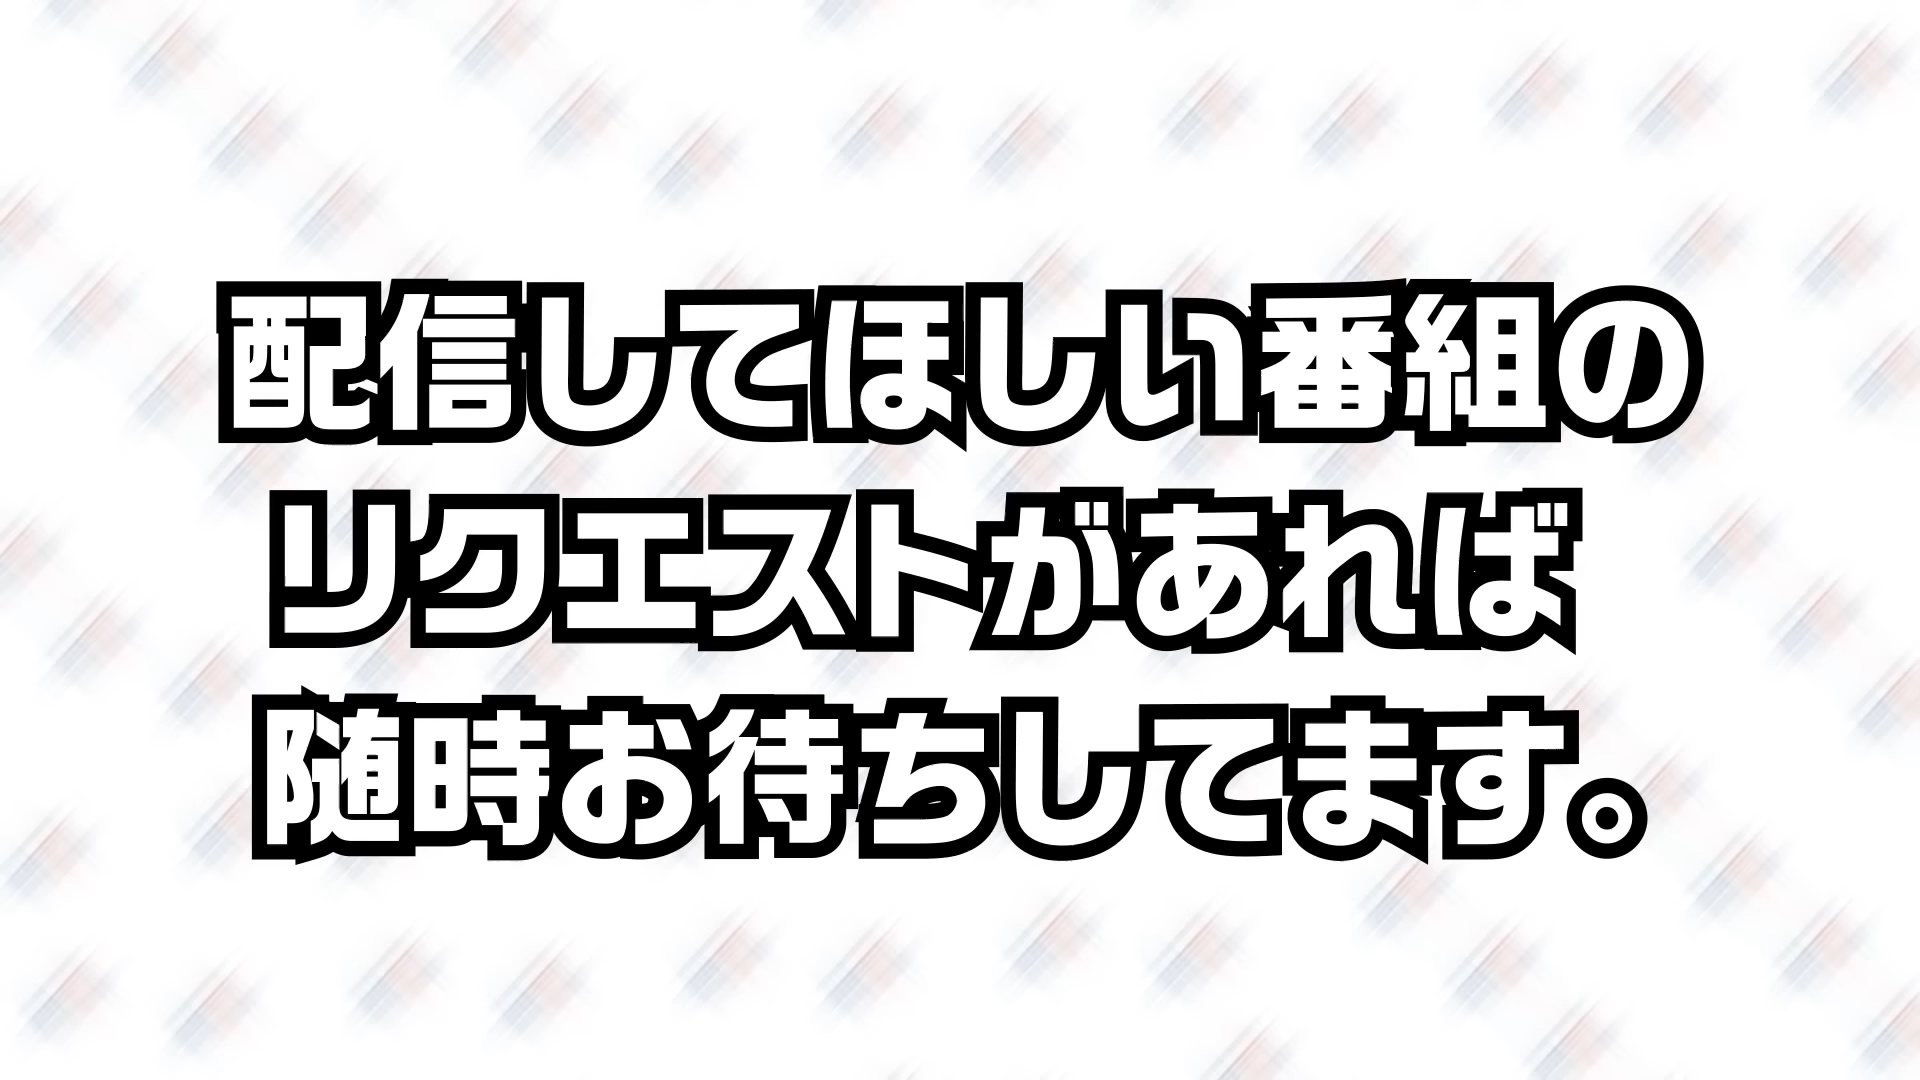 配信してほしい番組の
リクエストがあれば
随時お待ちしてます。